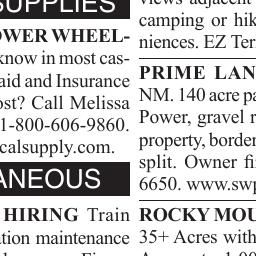 SUPPLIES
OWER WHEEL-
know in most cas-
aid and Insurance
ost? Call Melissa
1-800-606-9860.
calsupply.com.
ANEOUS
HIRING Train
ation maintenance
views adjacent
camping or hik
niences. EZ Ter
PRIME LAN
NM. 140 acre pa
Power, gravel r
property, border
split. Owner fi
6650. www.swp
ROCKY MOU
35+ Acres with